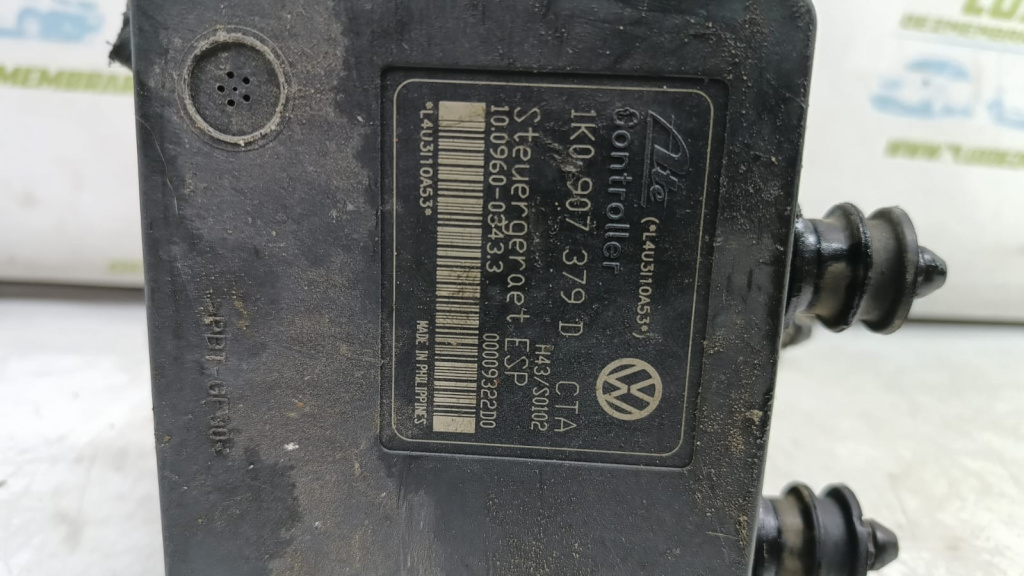 Ate (*L4U3110A53*)
Controller
1K0 907 379 D CTA
H43/S0102
Steuergeraet ESP
10.0960-0343.3 00009322D0
*L4U3110A53* MADE IN PHILIPPINES